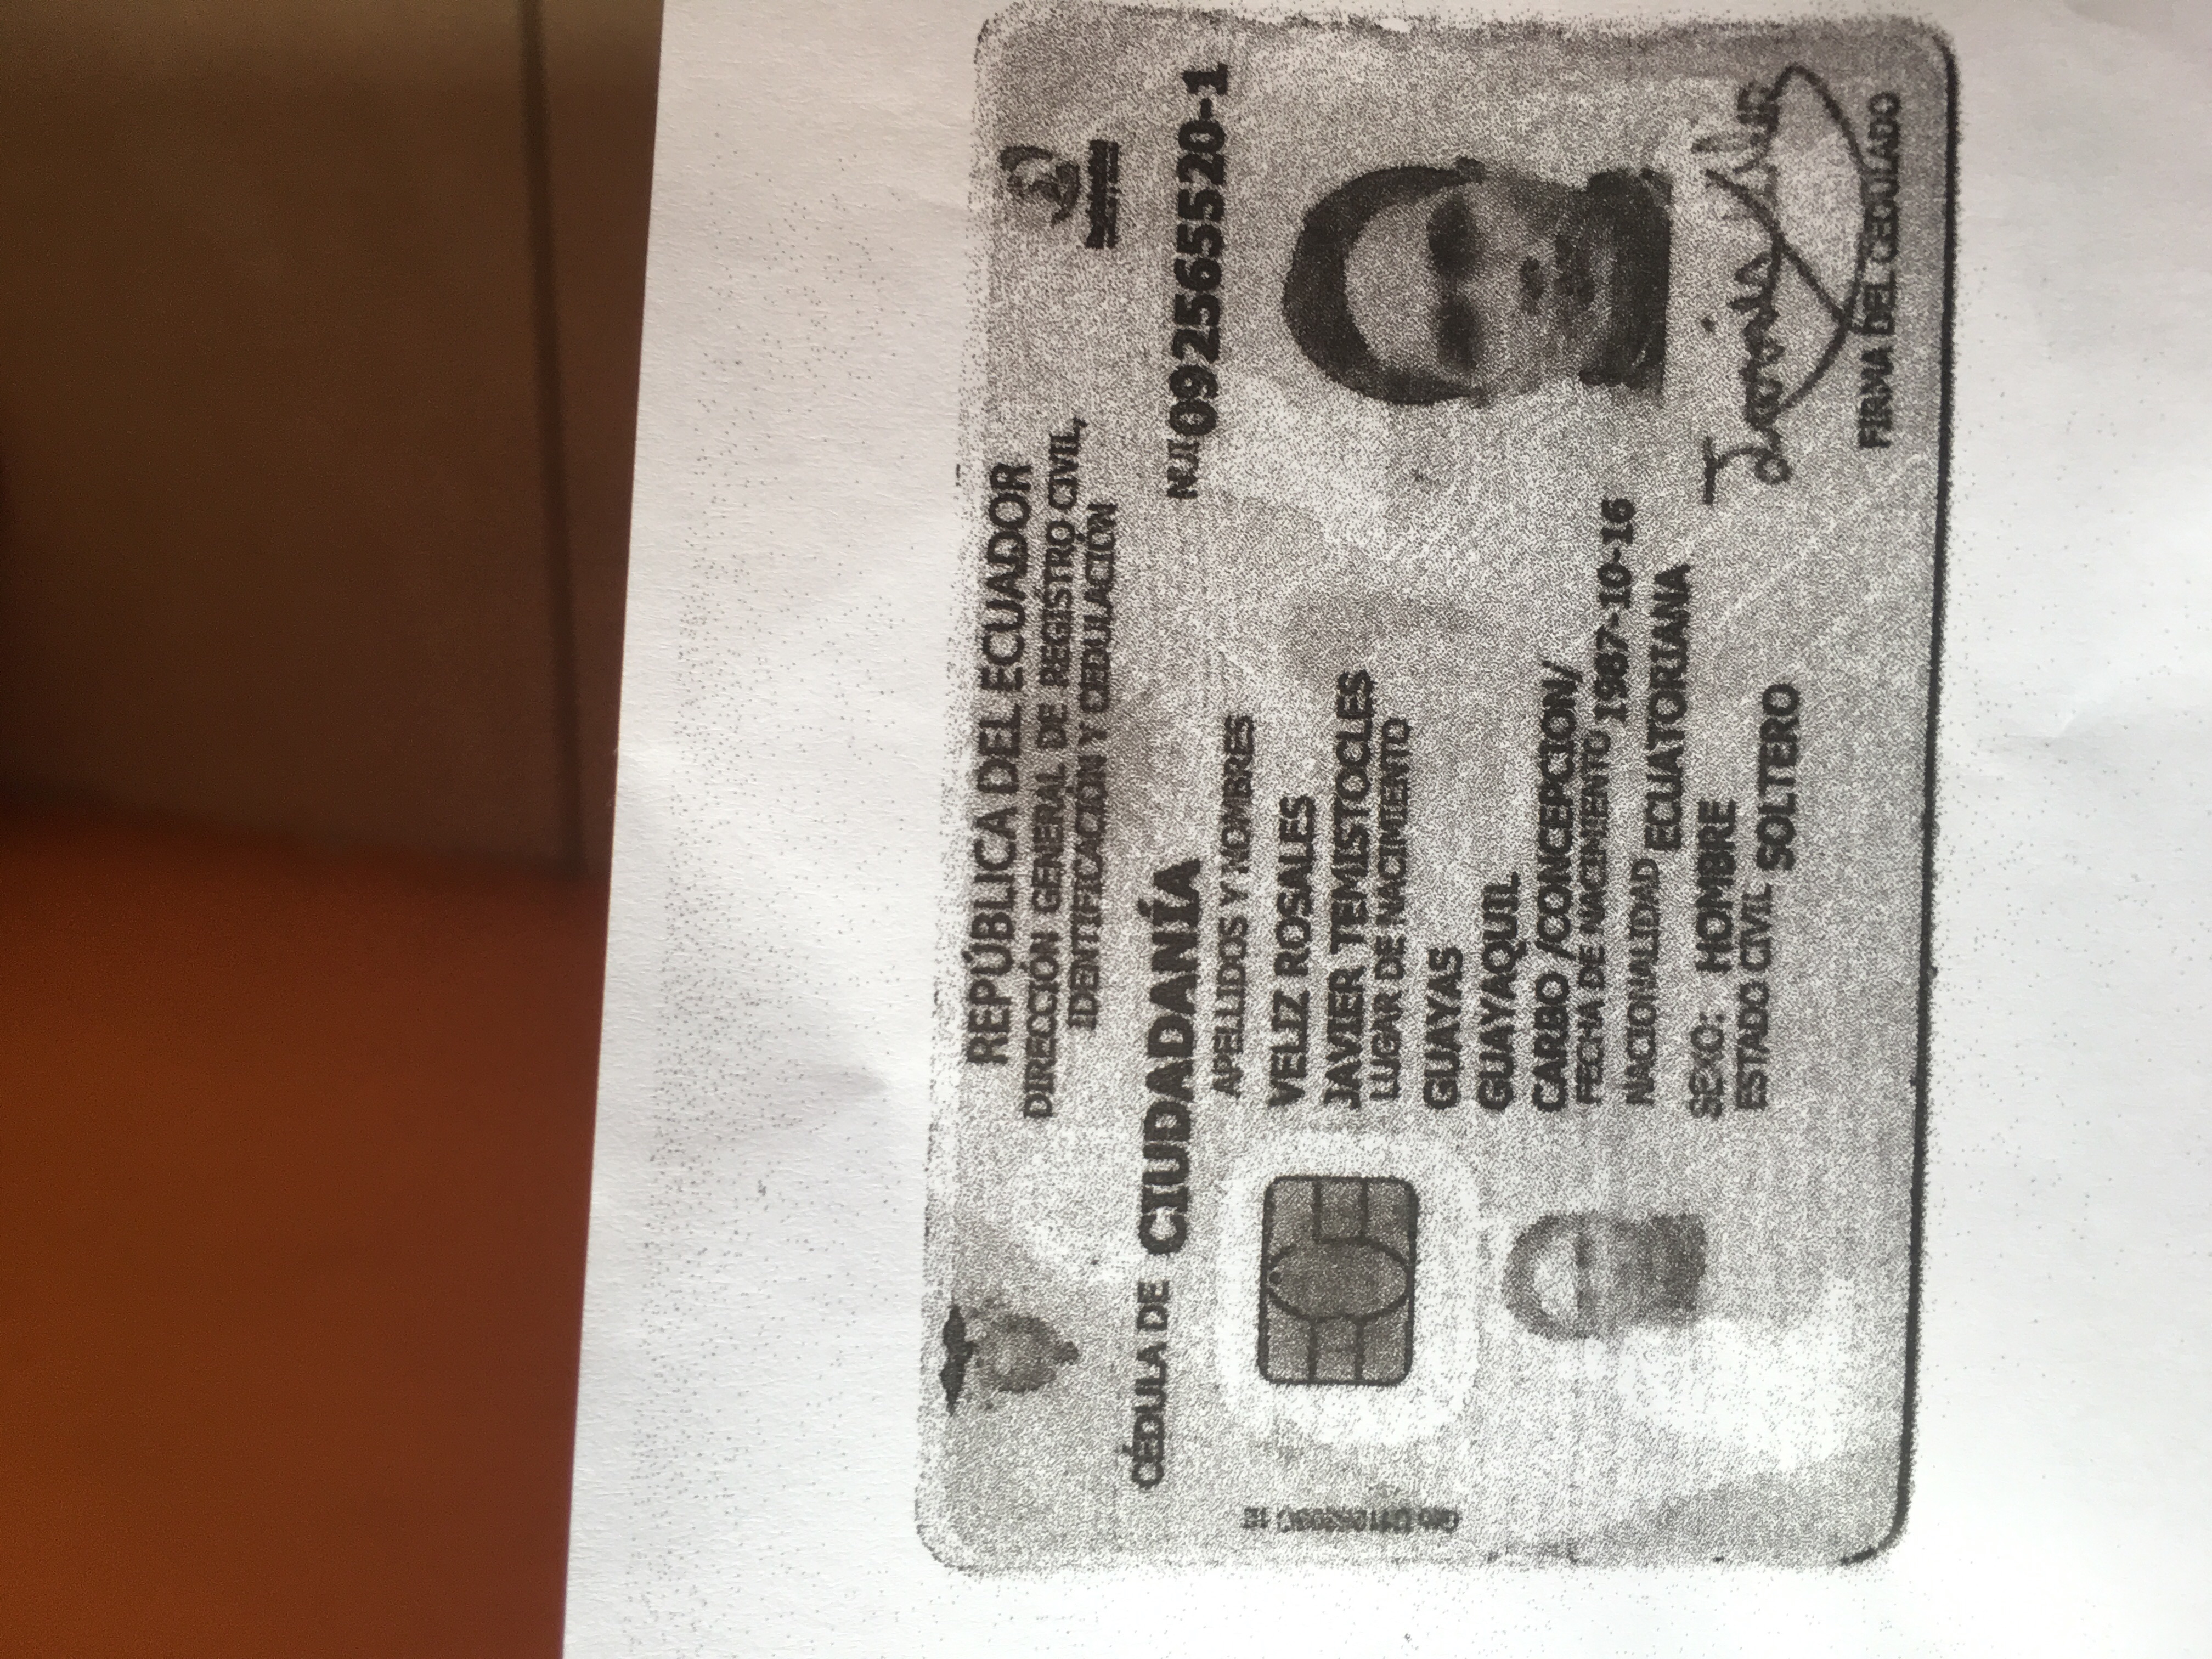 REPÚBLICA DEL ECUADOR
DIRECCIÓN GENERAL DE REGISTRO CIVIL,
IDENTIFICACIÓN Y CEDULACIÓN
CÉDULA DE CIUDADANÍA
NUI 092565520-1
APELLIDOS Y NOMBRES
VELIZ ROSALES
JAVIER TEMISTOCLES
LUGAR DE NACIMIENTO
GUAYAS
GUAYAQUIL
CARBO /CONCEPCION/
FECHA DE NACIMIENTO 1987-10-16
NACIONALIDAD ECUATORIANA
SEXO: HOMBRE
ESTADO CIVIL SOLTERO
FIRMA DEL CEDULADO